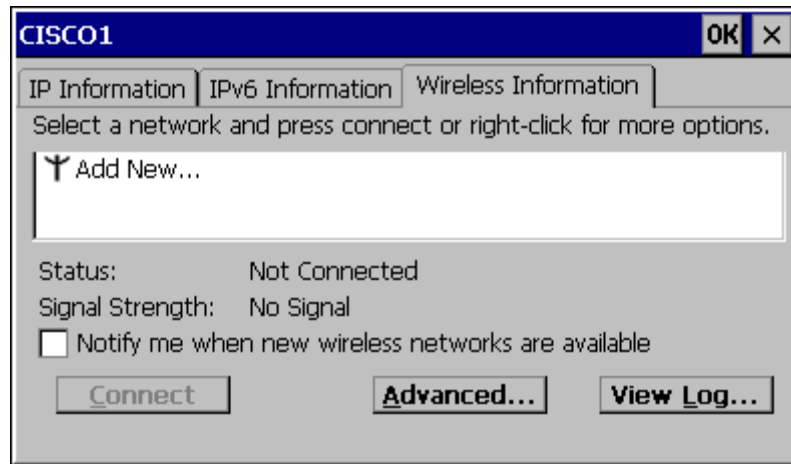 CISCO1 OK ×
IP Information IPv6 Information Wireless Information
Select a network and press connect or right-click for more options.
Add New...
Status: Not Connected
Signal Strength: No Signal
Notify me when new wireless networks are available
Connect Advanced... View Log...